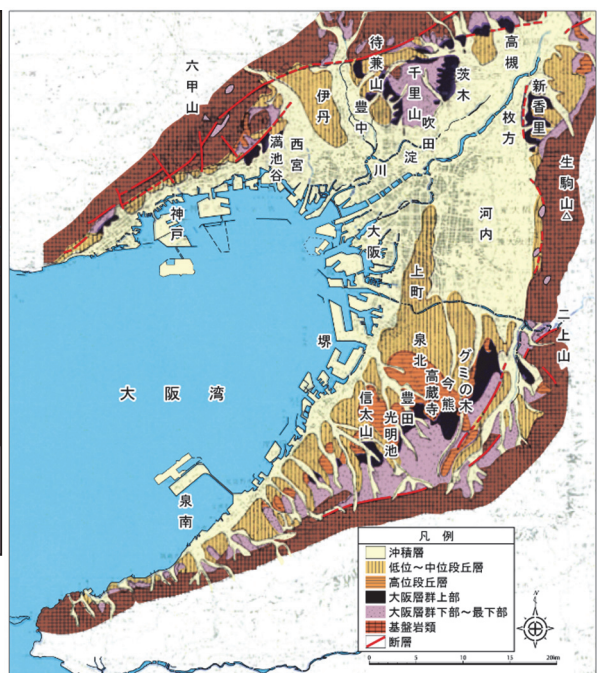 六甲山
待兼山
千里山
茨木
高槻
伊丹
豊中
吹田
枚方
新香里
満池谷
西宮
淀
川
生駒山
神戸
大阪
河内
上町
二上山
大阪湾
堺
泉北
高蔵寺
今熊
グミの木
豊田
光明池
信太山
泉南
凡例
沖積層
低位～中位段丘層
高位段丘層
大阪層群上部
大阪層群下部～最下部
基盤岩類
断層
N
0 5 10 15 20km